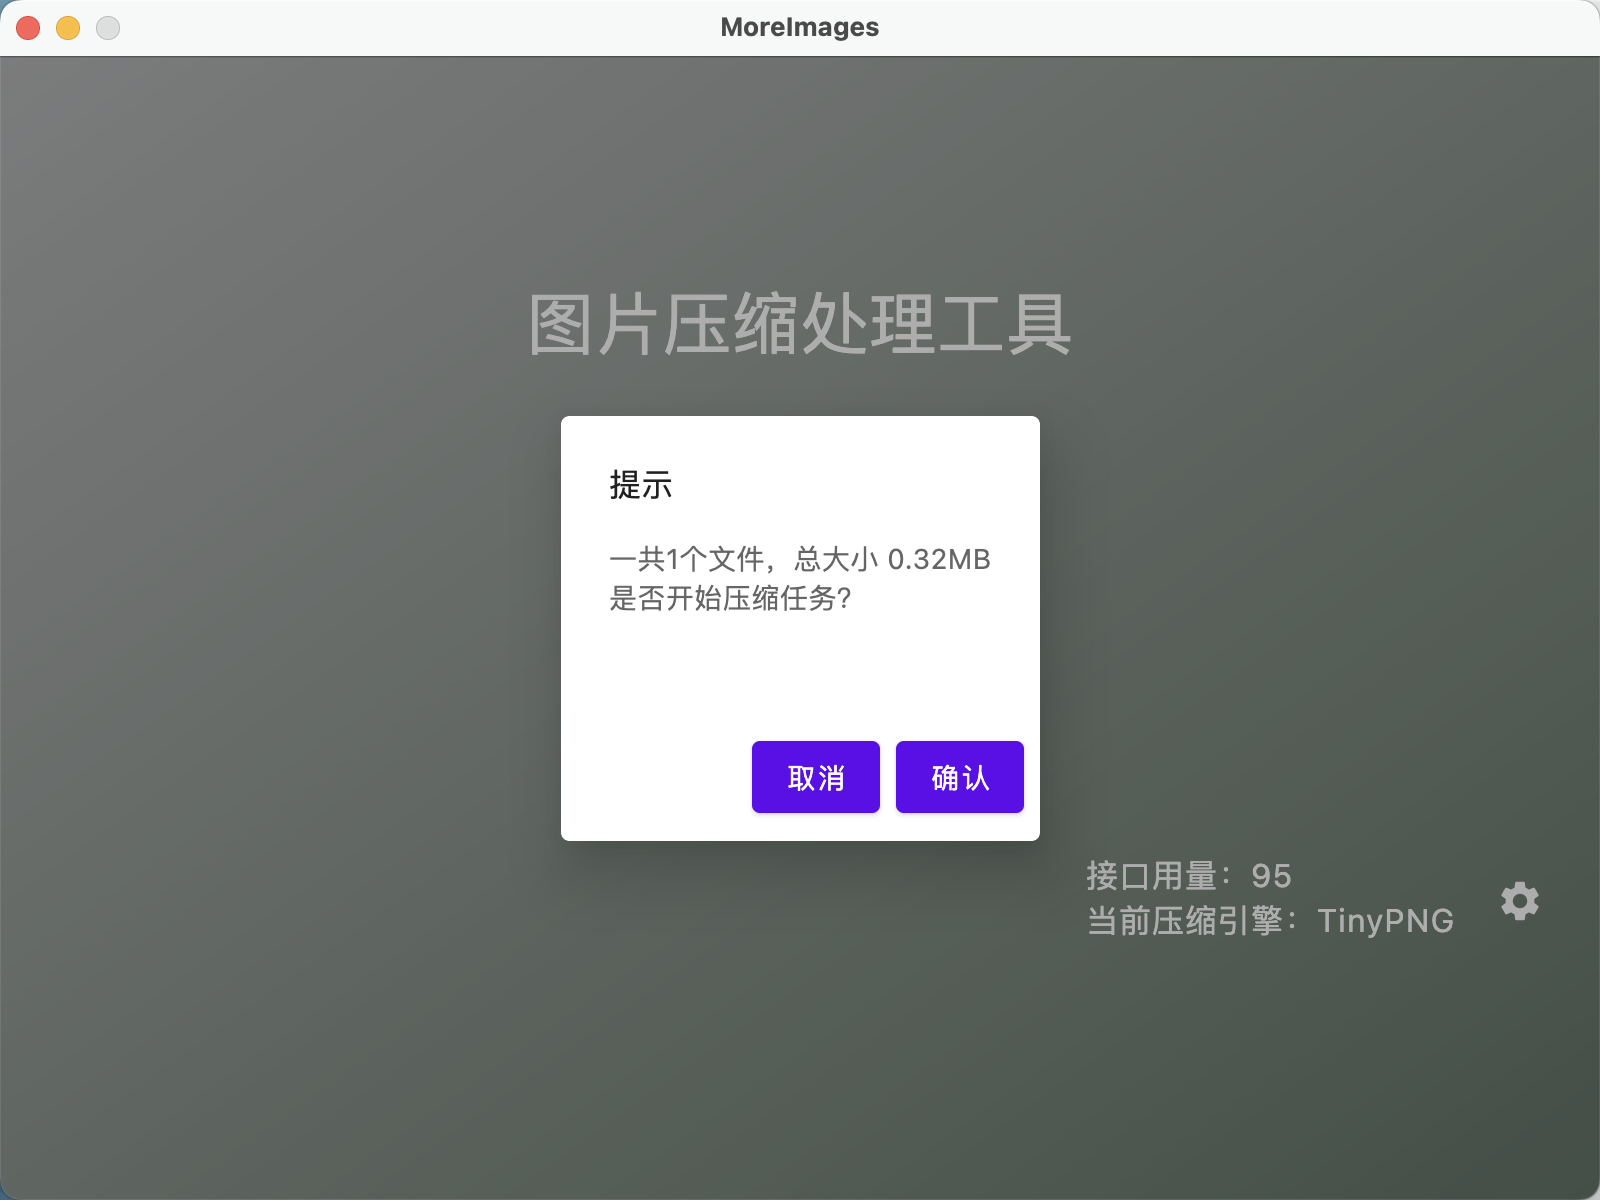 MoreImages
图片压缩处理工具
提示
一共1个文件，总大小 0.32MB
是否开始压缩任务?
取消 确认
接口用量：95
当前压缩引擎：TinyPNG